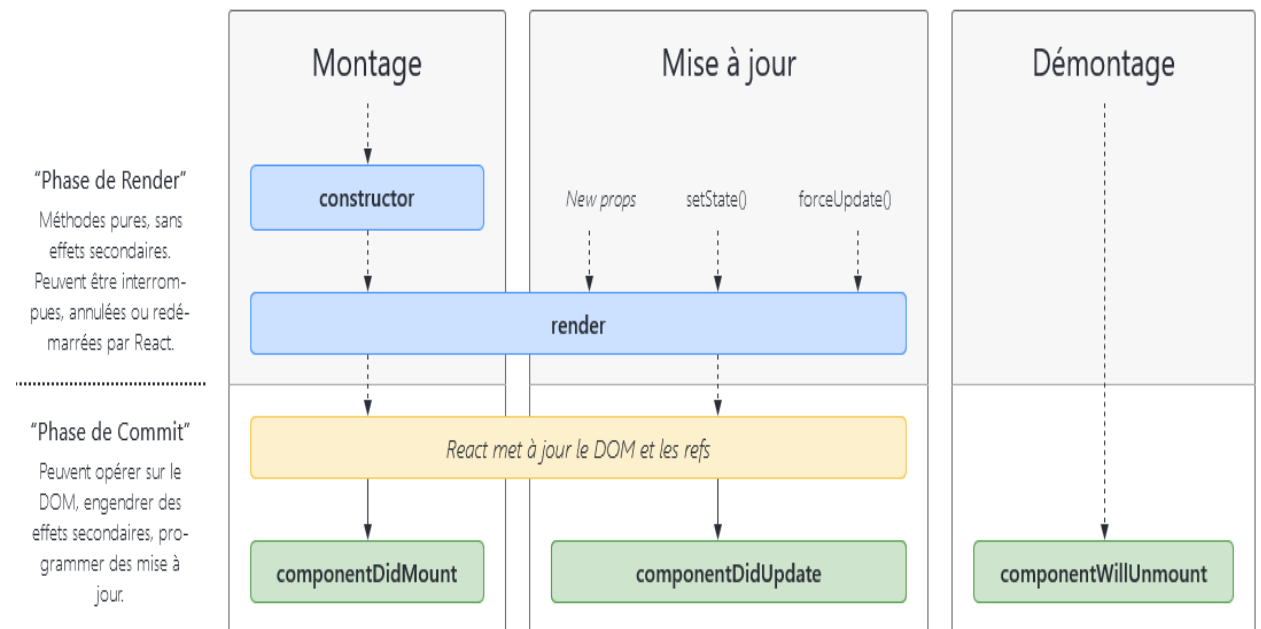 Montage
Mise à jour
Démontage
“Phase de Render”
Méthodes pures, sans
effets secondaires.
Peuvent être interrom-
pues, annulées ou redé-
marrées par React.
constructor
New props
setState()
forceUpdate()
render
“Phase de Commit”
Peuvent opérer sur le
DOM, engendrer des
effets secondaires, pro-
grammer des mise à
jour.
React met à jour le DOM et les refs
componentDidMount
componentDidUpdate
componentWillUnmount